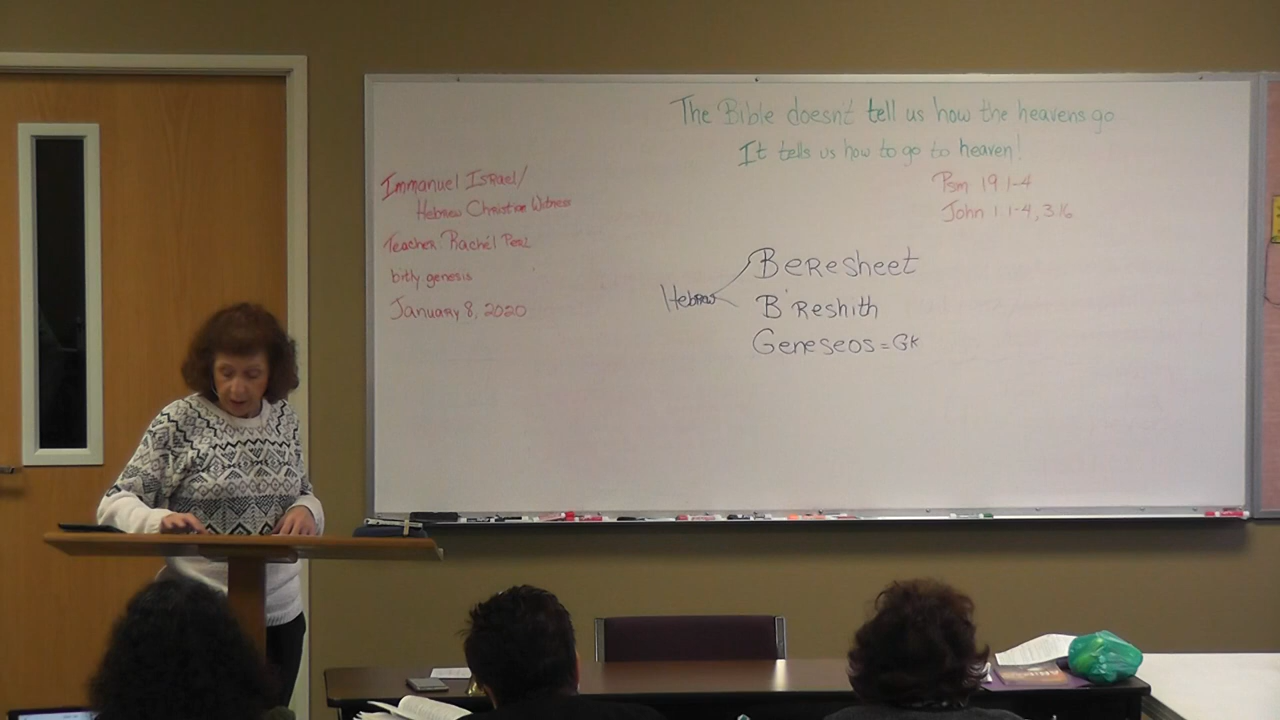 The Bible doesn't tell us how the heavens go
It tells us how to go to heaven!
Psm 19 1-4
John 1 1-4, 3 16
Immanuel Israel/
Hebrew Christian Witness
Teacher: Rachél
bitly genesis
January 8, 2020
Beresheet
Hebrew
B'Reshith
Geneseos = Gk